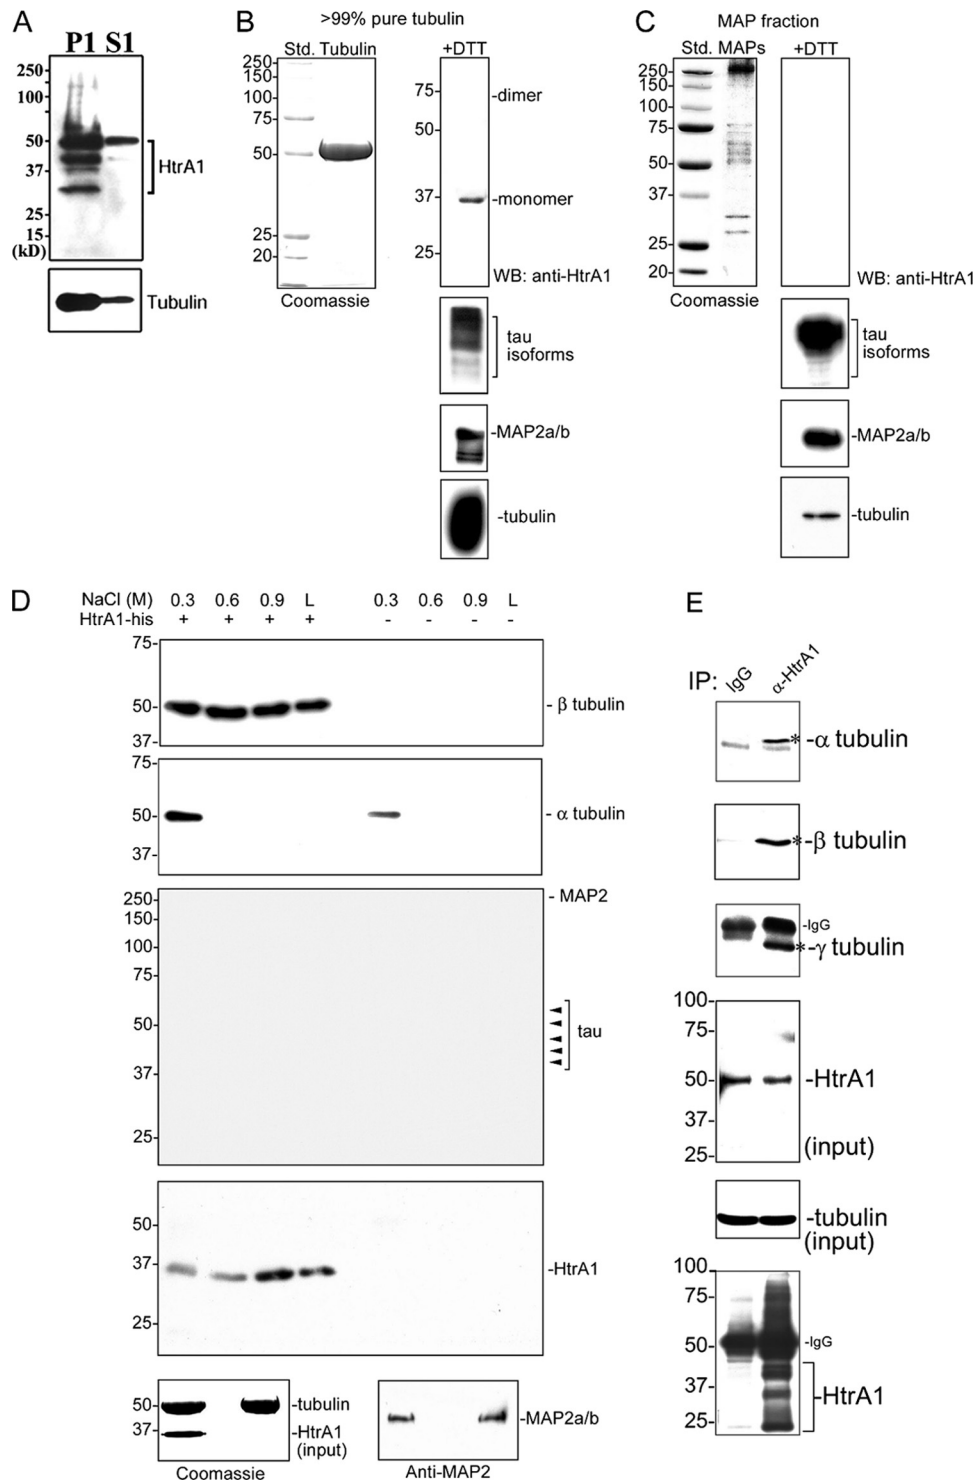 A
P1 S1
250-
100-
50-
37-
25-
15-
(kD)
HtrA1
Tubulin
B
>99% pure tubulin
Std. Tubulin
250-
150-
100-
75-
50-
25-
20-
Coomassie
+DTT
75-
50-
37-
25-
-dimer
-monomer
WB: anti-HtrA1
tau
isoforms
-MAP2a/b
-tubulin
C
MAP fraction
Std. MAPs
250-
150-
100-
75-
50-
37-
25-
20-
Coomassie
+DTT
WB: anti-HtrA1
tau
isoforms
-MAP2a/b
-tubulin
D
NaCl (M) 0.3 0.6 0.9 L 0.3 0.6 0.9 L
HtrA1-his + + + + - - - -
75-
50-
37-
- β tubulin
75-
50-
37-
- α tubulin
250-
150-
100-
75-
50-
37-
25-
- MAP2
tau
50-
37-
25-
-HtrA1
50-
37-
-tubulin
-HtrA1
(input)
Coomassie
-MAP2a/b
Anti-MAP2
E
IP: IgG α-HtrA1
*-α tubulin
*-β tubulin
-IgG
*-γ tubulin
100-
75-
50-
25-
-HtrA1
(input)
-tubulin
(input)
100-
75-
50-
37-
25-
-IgG
-HtrA1